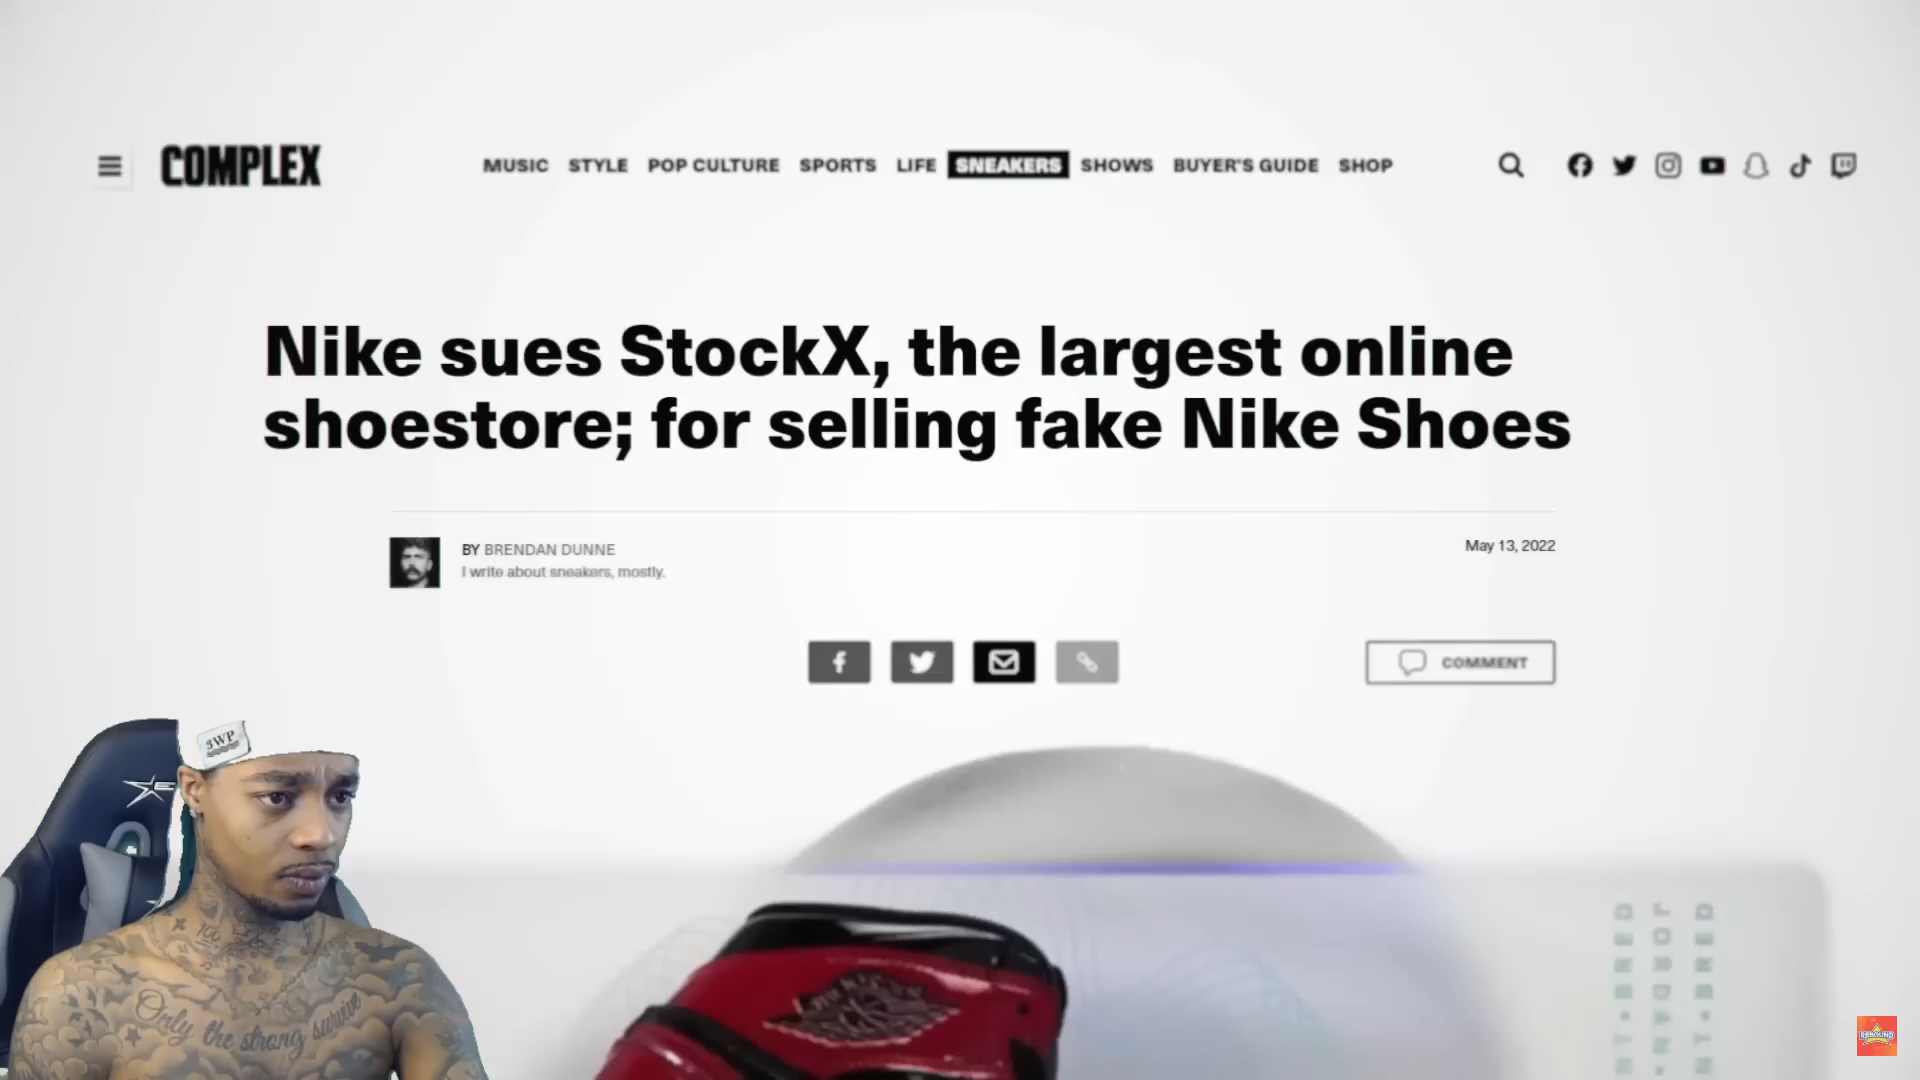 COMPLEX
MUSIC STYLE POP CULTURE SPORTS LIFE SNEAKERS SHOWS BUYER'S GUIDE SHOP
Nike sues StockX, the largest online
shoestore; for selling fake Nike Shoes
BY BRENDAN DUNNE
May 13, 2022
I write about sneakers, mostly.
COMMENT
3WP
Only the strong survive
REBOUND